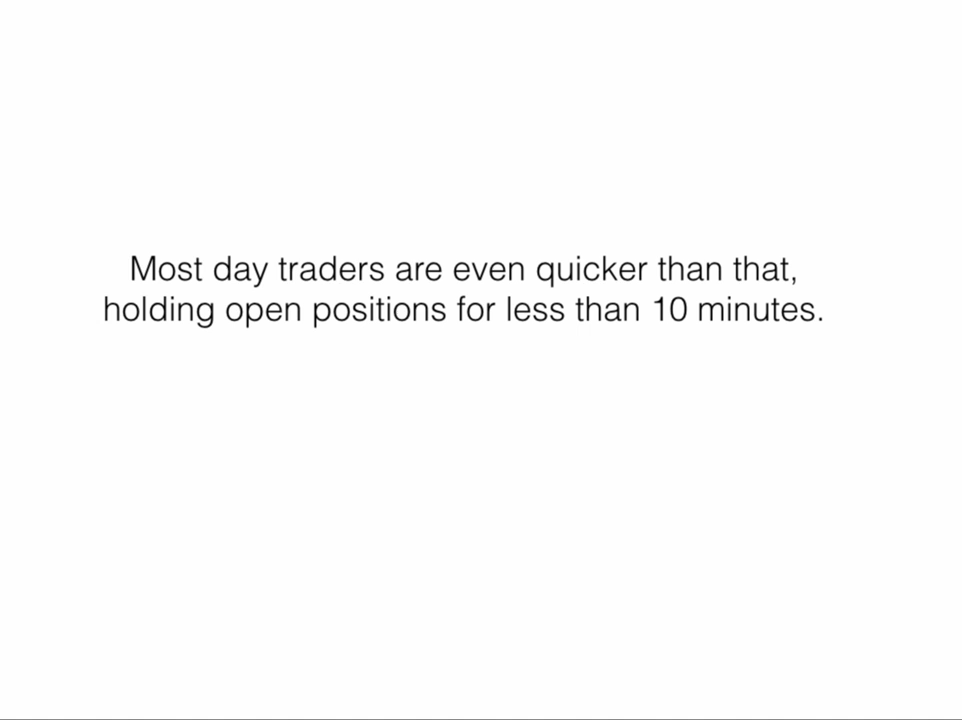 Most day traders are even quicker than that,
holding open positions for less than 10 minutes.